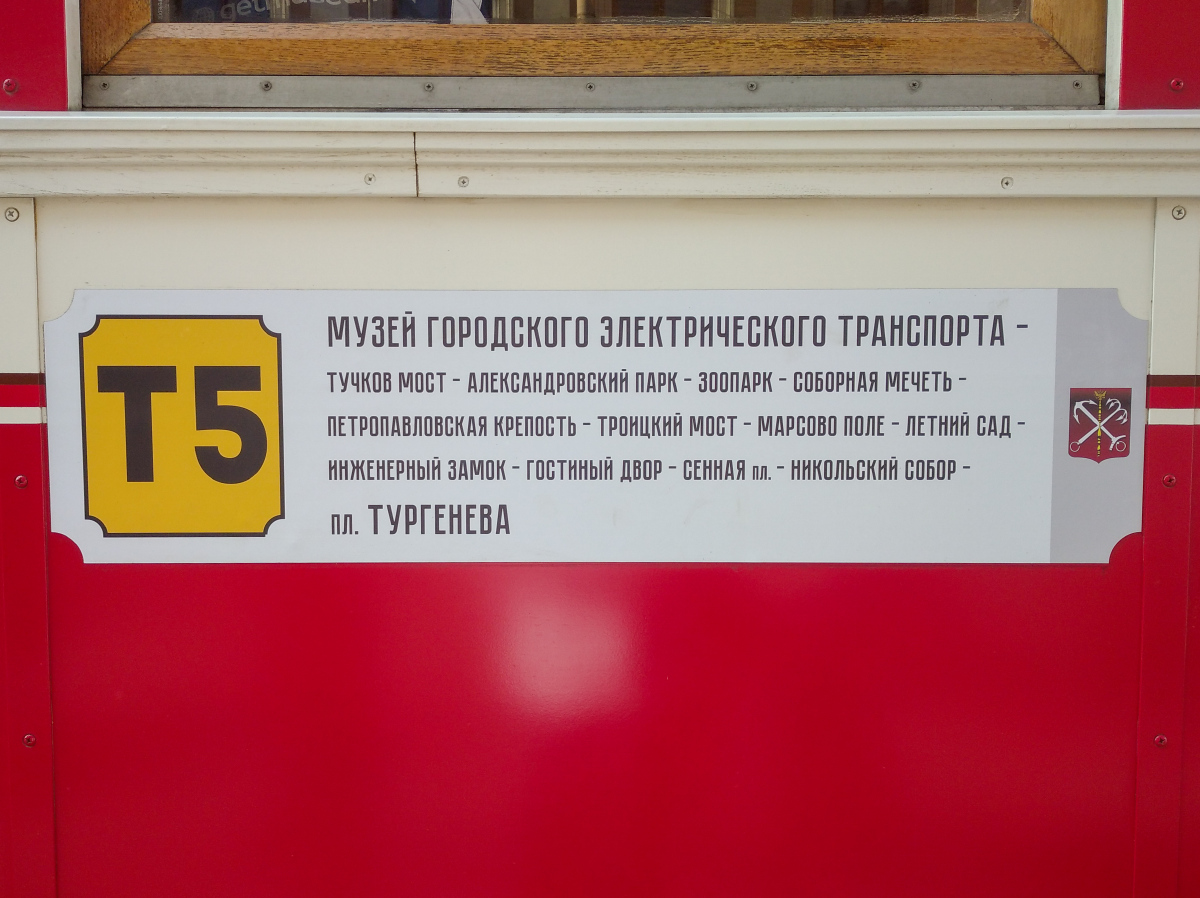 Т5
МУЗЕЙ ГОРОДСКОГО ЭЛЕКТРИЧЕСКОГО ТРАНСПОРТА -
ТУЧКОВ МОСТ - АЛЕКСАНДРОВСКИЙ ПАРК - ЗООПАРК - СОБОРНАЯ МЕЧЕТЬ -
ПЕТРОПАВЛОВСКАЯ КРЕПОСТЬ - ТРОИЦКИЙ МОСТ - МАРСОВО ПОЛЕ - ЛЕТНИЙ САД -
ИНЖЕНЕРНЫЙ ЗАМОК - ГОСТИНЫЙ ДВОР - СЕННАЯ пл. - НИКОЛЬСКИЙ СОБОР -
пл. ТУРГЕНЕВА